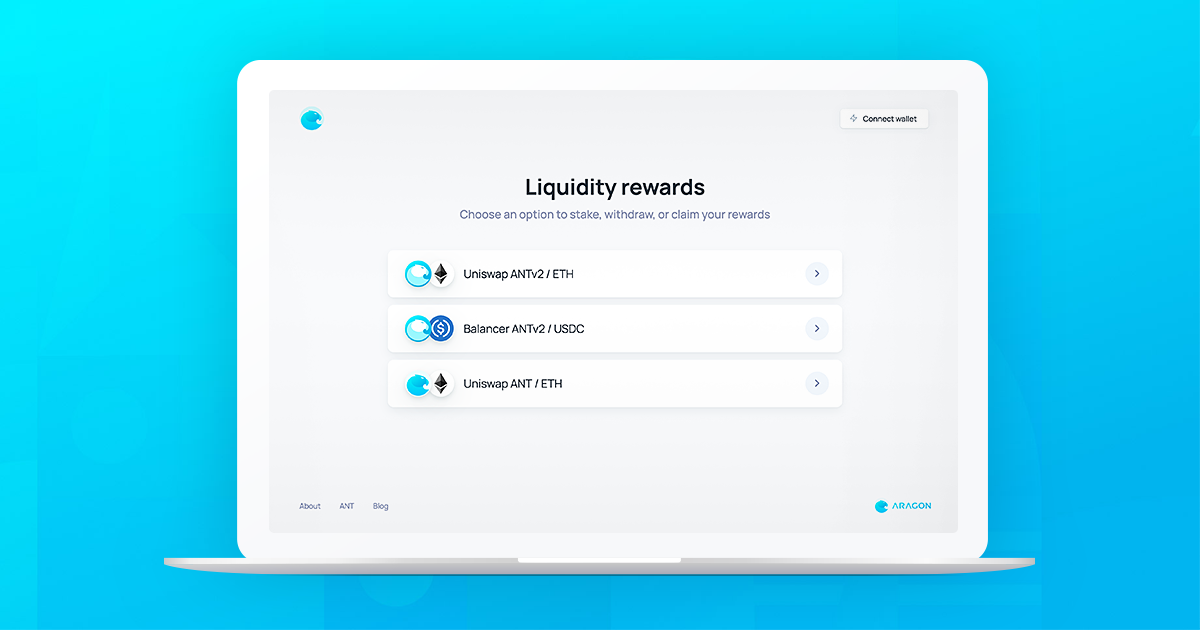 Connect wallet
Liquidity rewards
Choose an option to stake, withdraw, or claim your rewards
Uniswap ANTv2 / ETH
Balancer ANTv2 / USDC
Uniswap ANT / ETH
About ANT Blog
ARAGON